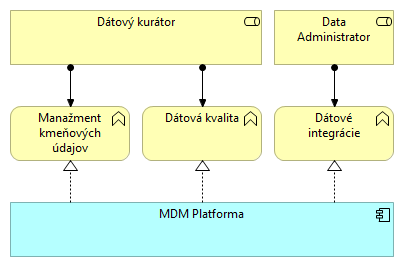 Dátový kurátor
Data
Administrator
Manažment
kmeňových
údajov
Dátová kvalita
Dátové
integrácie
MDM Platforma